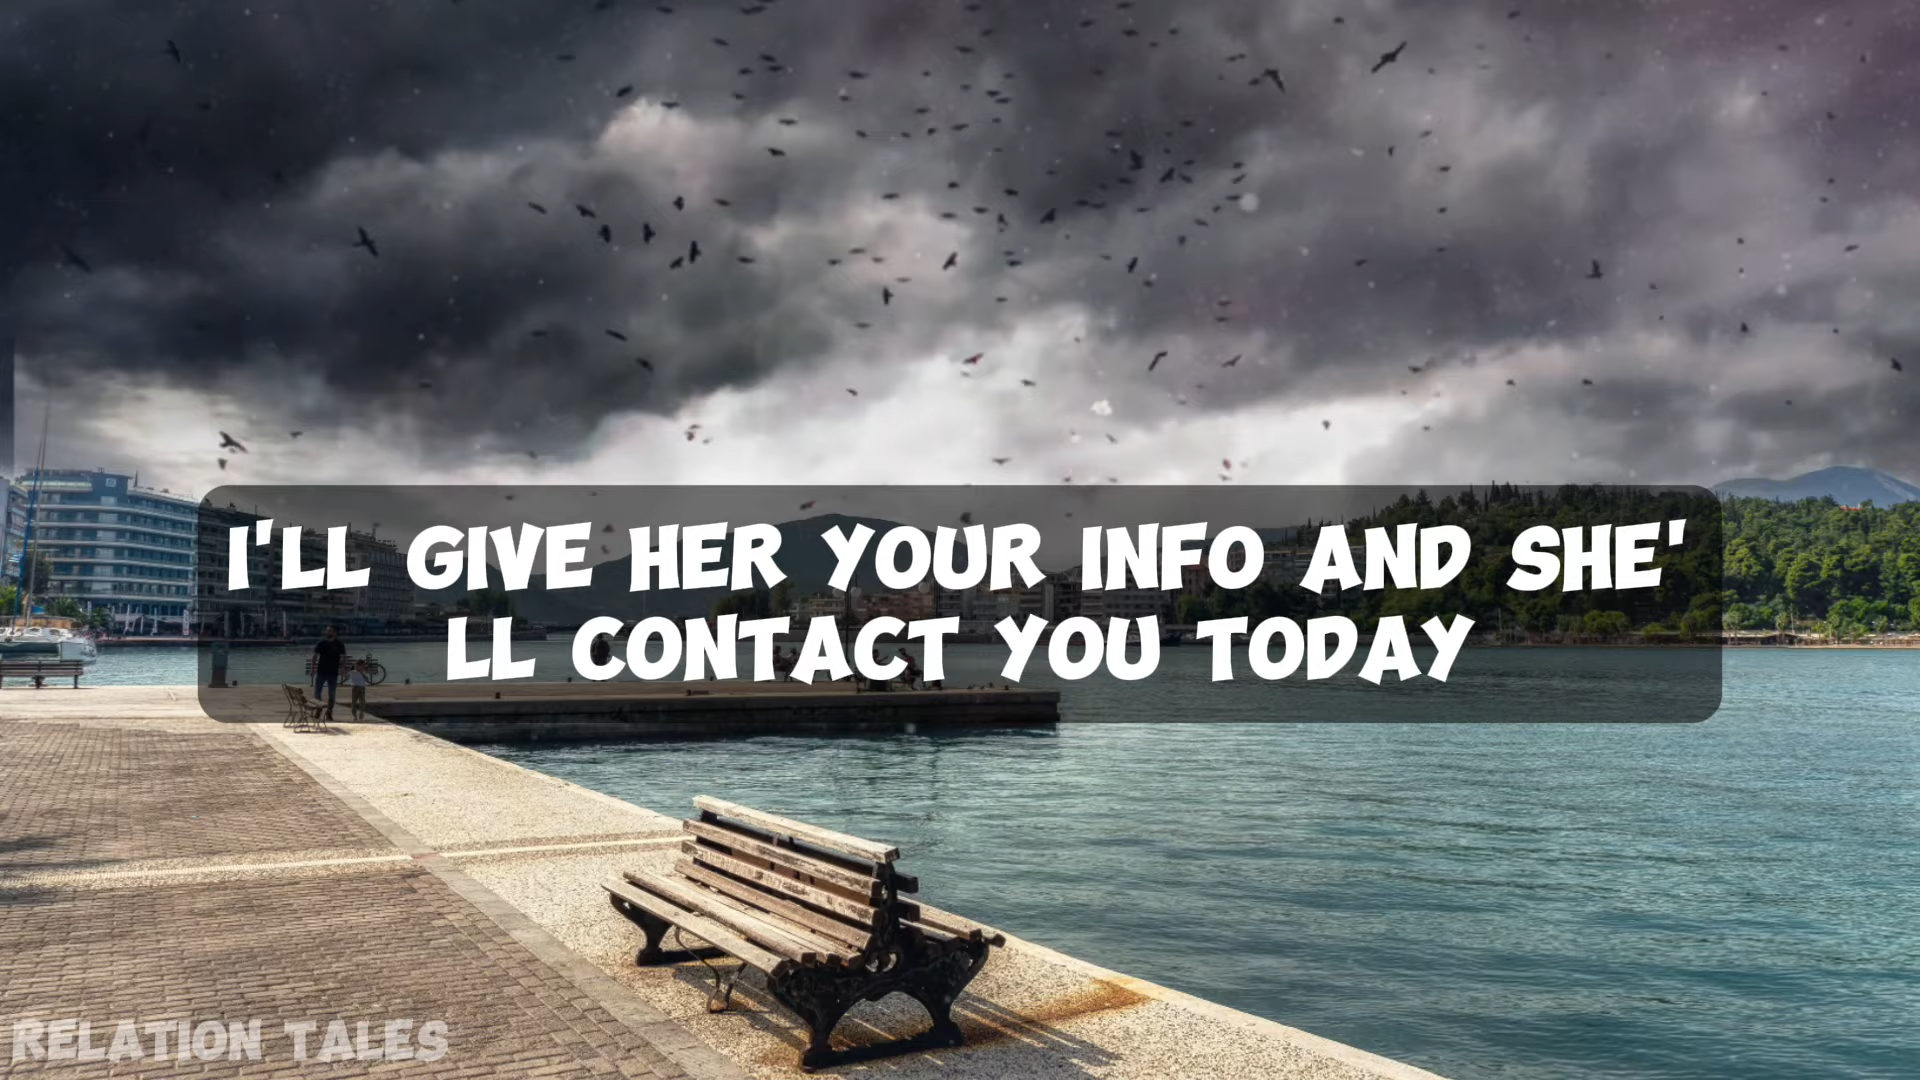 I'LL GIVE HER YOUR INFO AND SHE'
LL CONTACT YOU TODAY
RELATION TALES